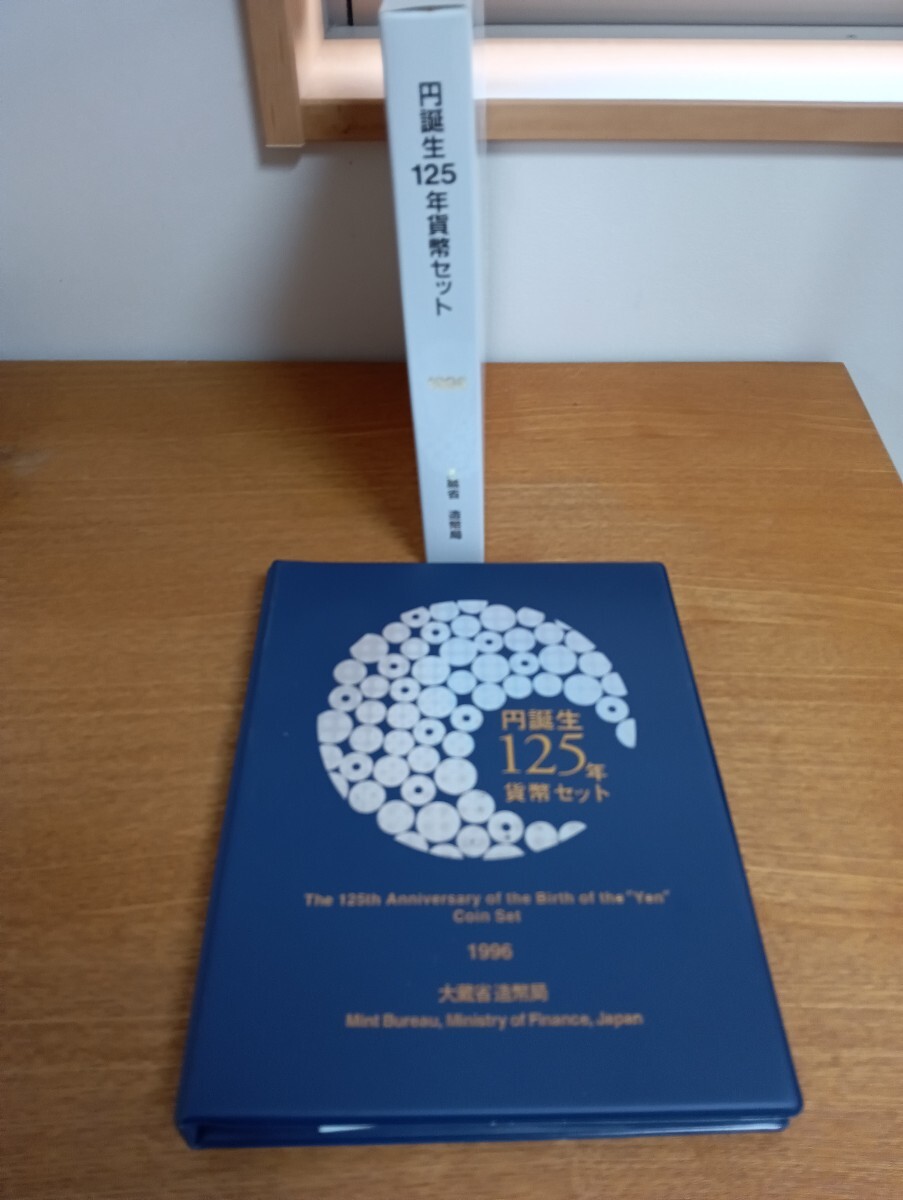 円誕生125年貨幣セット
蔵省 造幣局
円誕生
125年
貨幣セット
The 125th Anniversary of the Birth of the "Yen"
Coin Set
1996
大蔵省造幣局
Mint Bureau, Ministry of Finance, Japan